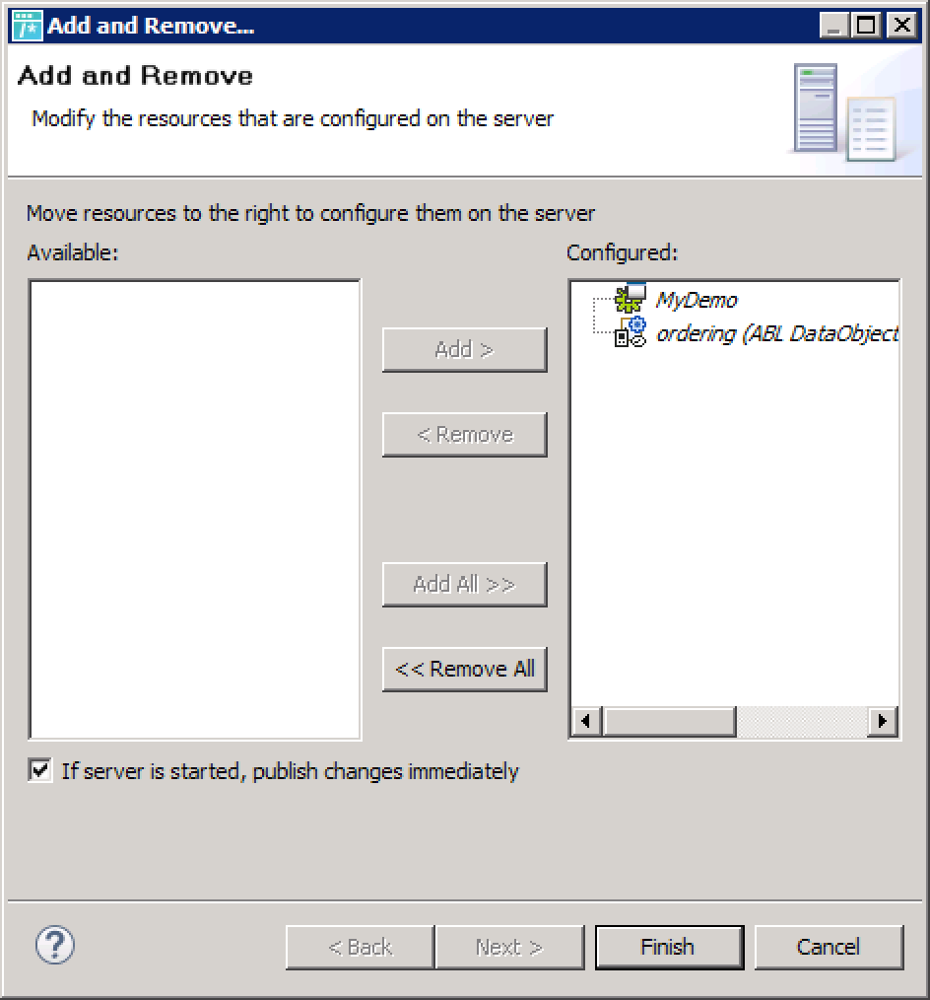 Add and Remove...
Add and Remove
Modify the resources that are configured on the server
Move resources to the right to configure them on the server
Available:
Configured:
MyDemo
ordering (ABL DataObject
Add >
< Remove
Add All >>
<< Remove All
If server is started, publish changes immediately
?
< Back
Next >
Finish
Cancel